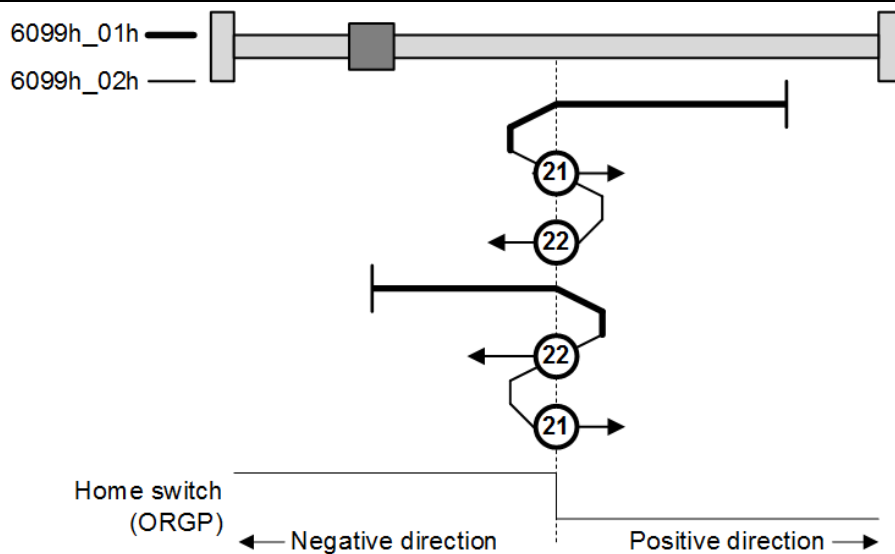 6099h_01h
6099h_02h
21
22
22
21
Home switch
(ORGP)
Negative direction
Positive direction